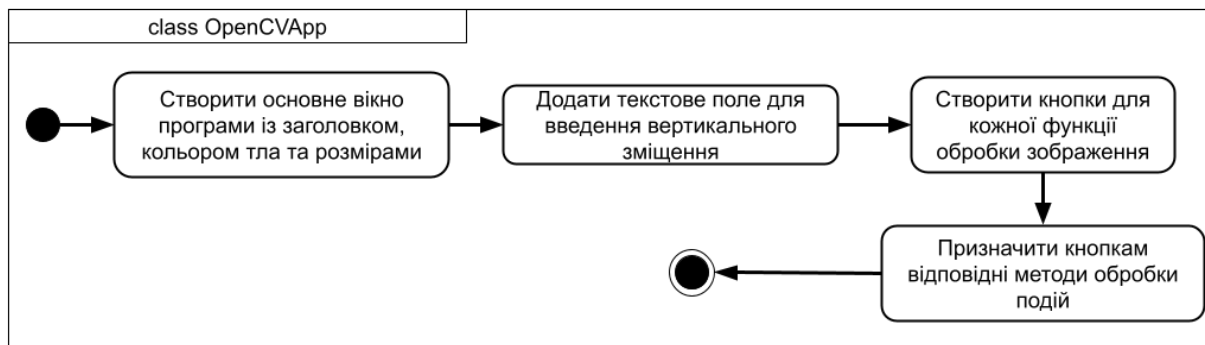 class OpenCVApp
Створити основне вікно
програми із заголовком,
кольором тла та розмірами
Додати текстове поле для
введення вертикального
зміщення
Створити кнопки для
кожної функції
обробки зображення
Призначити кнопкам
відповідні методи обробки
подій